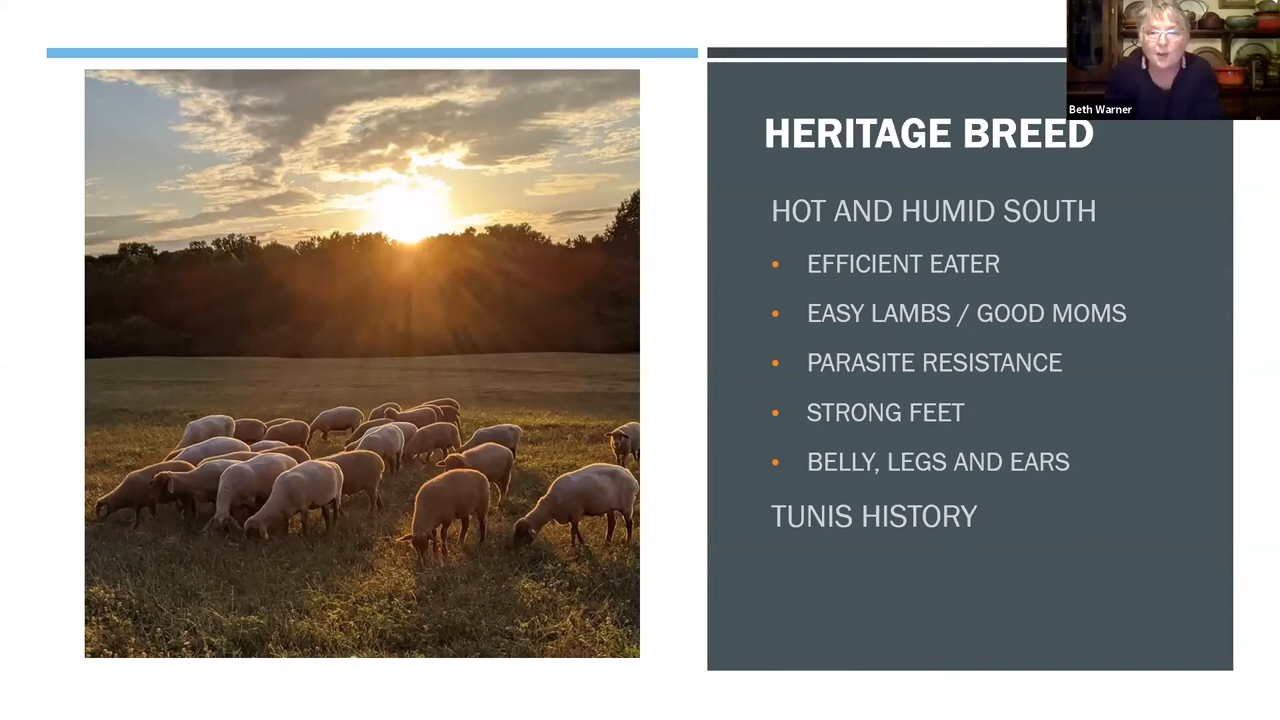 Beth Warner
HERITAGE BREED
HOT AND HUMID SOUTH
• EFFICIENT EATER
• EASY LAMBS / GOOD MOMS
• PARASITE RESISTANCE
• STRONG FEET
• BELLY, LEGS AND EARS
TUNIS HISTORY